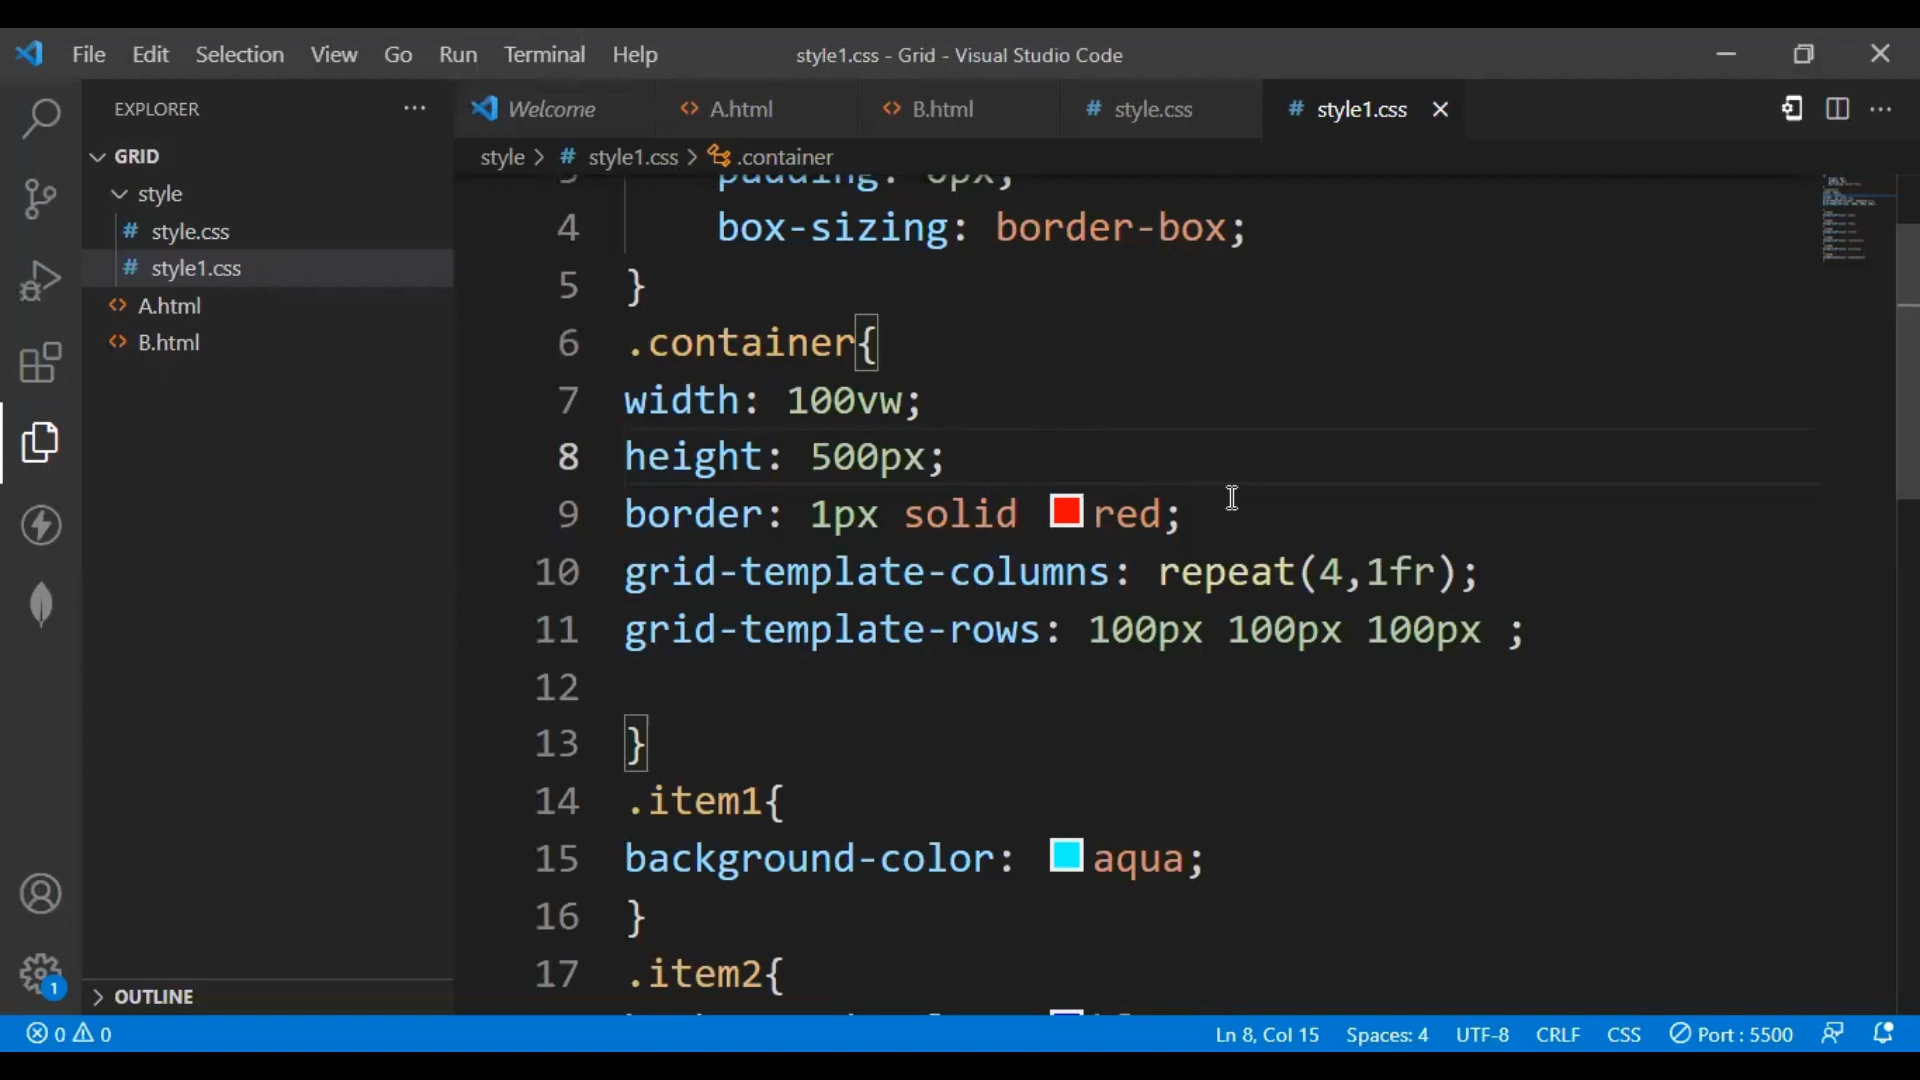 File Edit Selection View Go Run Terminal Help style1.css - Grid - Visual Studio Code
EXPLORER
Welcome A.html B.html style.css style1.css
GRID
style > style1.css > .container
style
style.css
style1.css
A.html
B.html
3 padding: 0px;
4 box-sizing: border-box;
5 }
6 .container{
7 width: 100vw;
8 height: 500px;
9 border: 1px solid red;
10 grid-template-columns: repeat(4,1fr);
11 grid-template-rows: 100px 100px 100px ;
12
13 }
14 .item1{
15 background-color: aqua;
16 }
17 .item2{
1
OUTLINE
0 0 Ln 8, Col 15 Spaces: 4 UTF-8 CRLF CSS Port : 5500